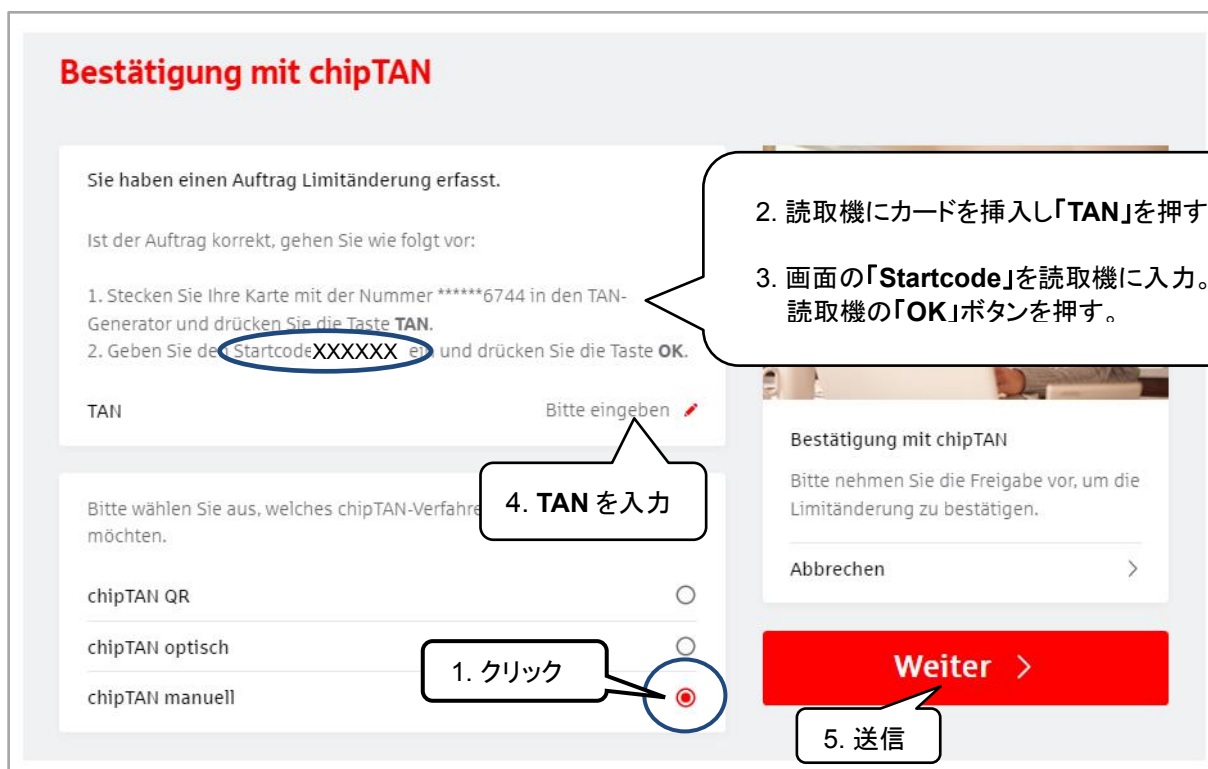 Bestätigung mit chipTAN
Sie haben einen Auftrag Limitänderung erfasst.
Ist der Auftrag korrekt, gehen Sie wie folgt vor:
1. Stecken Sie Ihre Karte mit der Nummer ******6744 in den TAN-
Generator und drücken Sie die Taste TAN.
2. Geben Sie den Startcode XXXXXX ein und drücken Sie die Taste OK.
TAN
Bitte eingeben
2. 読取機にカードを挿入し「TAN」を押す
3. 画面の「Startcode」を読取機に入力。
読取機の「OK」ボタンを押す。
4. TAN を入力
Bitte wählen Sie aus, welches chipTAN-Verfahre
möchten.
chipTAN QR
chipTAN optisch
chipTAN manuell
1. クリック
Bestätigung mit chipTAN
Bitte nehmen Sie die Freigabe vor, um die
Limitänderung zu bestätigen.
Abbrechen
Weiter
5. 送信